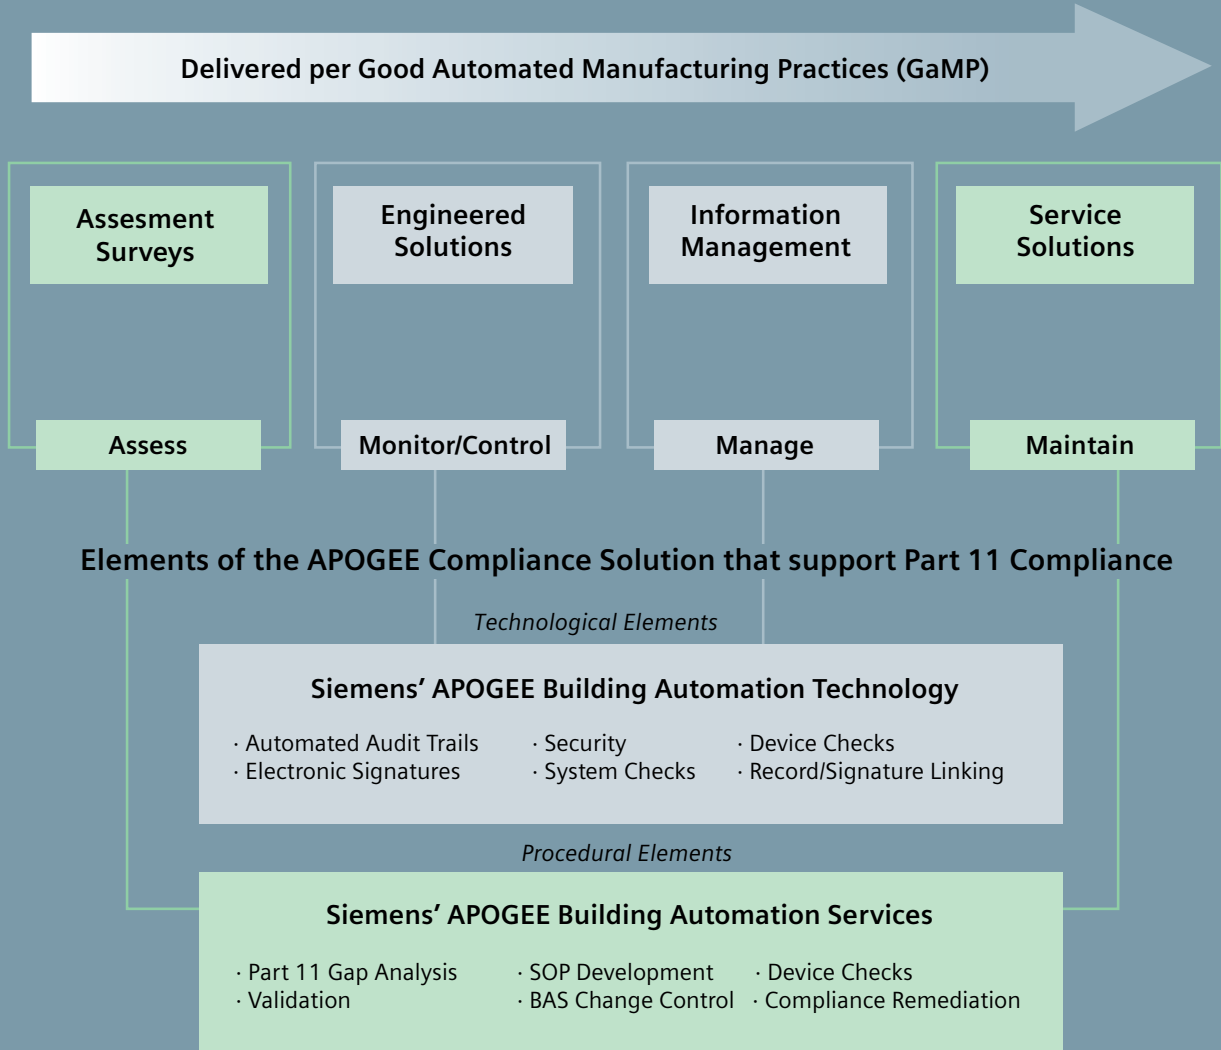 Delivered per Good Automated Manufacturing Practices (GaMP)
Assesment
Surveys
Engineered
Solutions
Information
Management
Service
Solutions
Assess
Monitor/Control
Manage
Maintain
Elements of the APOGEE Compliance Solution that support Part 11 Compliance
Technological Elements
Siemens’ APOGEE Building Automation Technology
· Automated Audit Trails · Security · Device Checks
· Electronic Signatures · System Checks · Record/Signature Linking
Procedural Elements
Siemens’ APOGEE Building Automation Services
· Part 11 Gap Analysis · SOP Development · Device Checks
· Validation · BAS Change Control · Compliance Remediation